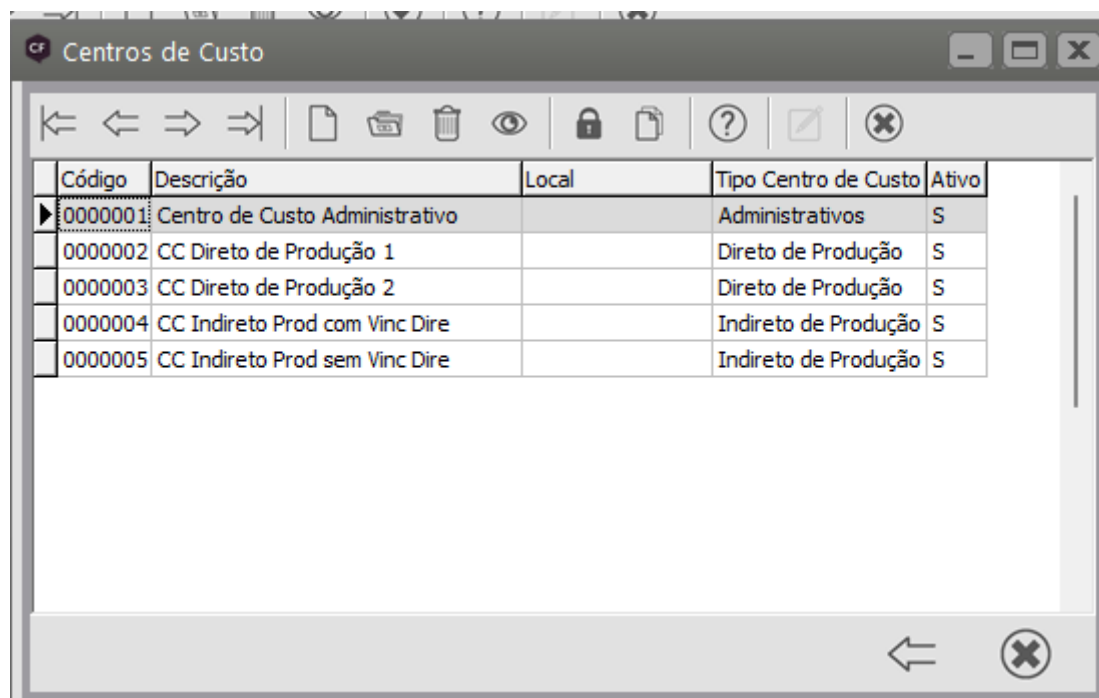 CF Centros de Custo
Código Descrição Local Tipo Centro de Custo Ativo
0000001 Centro de Custo Administrativo Administrativos S
0000002 CC Direto de Produção 1 Direto de Produção S
0000003 CC Direto de Produção 2 Direto de Produção S
0000004 CC Indireto Prod com Vinc Dire Indireto de Produção S
0000005 CC Indireto Prod sem Vinc Dire Indireto de Produção S